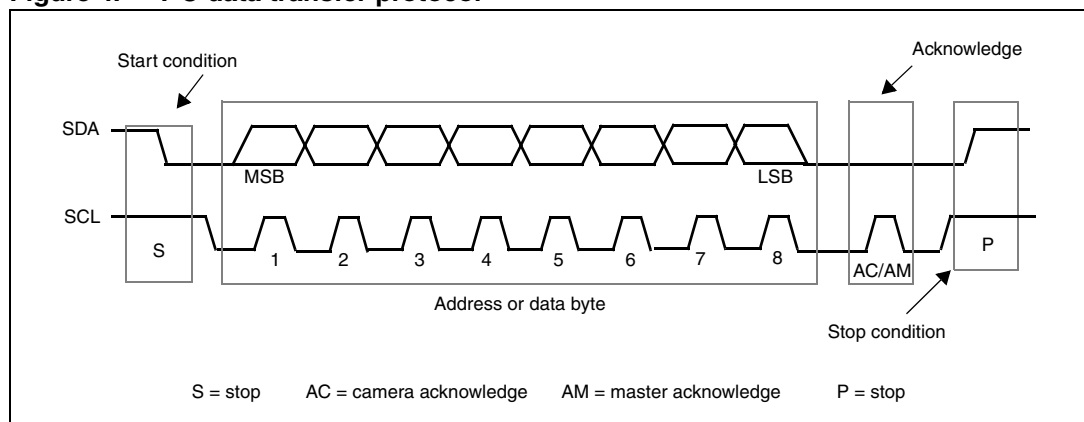 Start condition
Acknowledge
SDA
MSB
LSB
SCL
S
1
2
3
4
5
6
7
8
AC/AM
P
Address or data byte
Stop condition
S = stop AC = camera acknowledge AM = master acknowledge P = stop